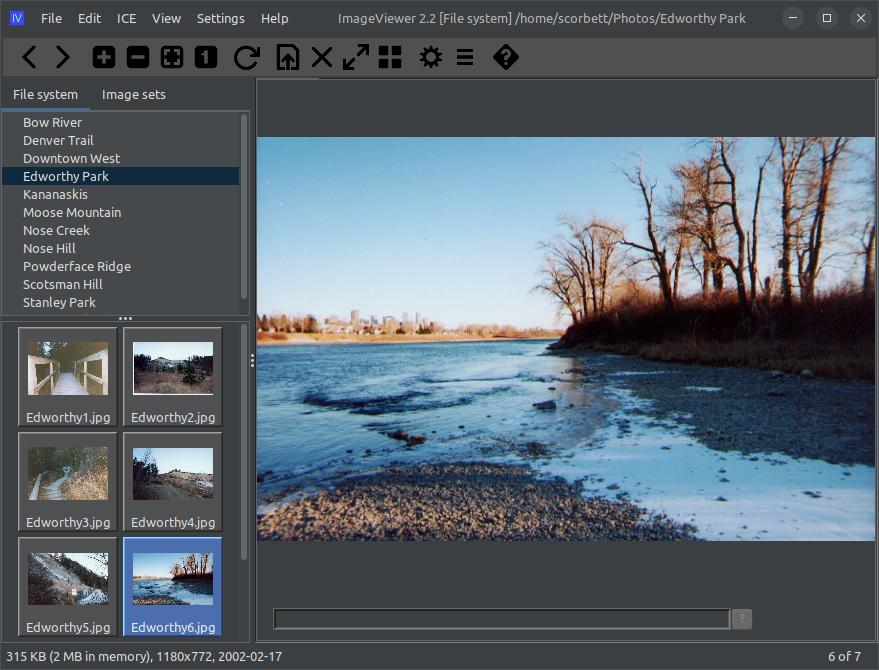 IV File Edit ICE View Settings Help ImageViewer 2.2 [File system] /home/scorbett/Photos/Edworthy Park
1 ?
File system Image sets
Bow River
Denver Trail
Downtown West
Edworthy Park
Kananaskis
Moose Mountain
Nose Creek
Nose Hill
Powderface Ridge
Scotsman Hill
Stanley Park
Edworthy1.jpg Edworthy2.jpg
Edworthy3.jpg Edworthy4.jpg
Edworthy5.jpg Edworthy6.jpg
?
315 KB (2 MB in memory), 1180x772, 2002-02-17 6 of 7